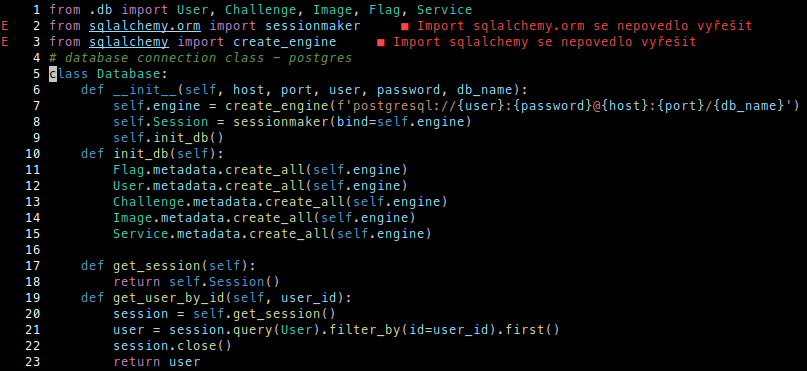 1 from .db import User, Challenge, Image, Flag, Service
E 2 from sqlalchemy.orm import sessionmaker ■ Import sqlalchemy.orm se nepovedlo vyřešit
E 3 from sqlalchemy import create_engine ■ Import sqlalchemy se nepovedlo vyřešit
4 # database connection class - postgres
5 class Database:
6     def __init__(self, host, port, user, password, db_name):
7         self.engine = create_engine(f'postgresql://{user}:{password}@{host}:{port}/{db_name}')
8         self.Session = sessionmaker(bind=self.engine)
9         self.init_db()
10     def init_db(self):
11         Flag.metadata.create_all(self.engine)
12         User.metadata.create_all(self.engine)
13         Challenge.metadata.create_all(self.engine)
14         Image.metadata.create_all(self.engine)
15         Service.metadata.create_all(self.engine)
16
17     def get_session(self):
18         return self.Session()
19     def get_user_by_id(self, user_id):
20         session = self.get_session()
21         user = session.query(User).filter_by(id=user_id).first()
22         session.close()
23         return user